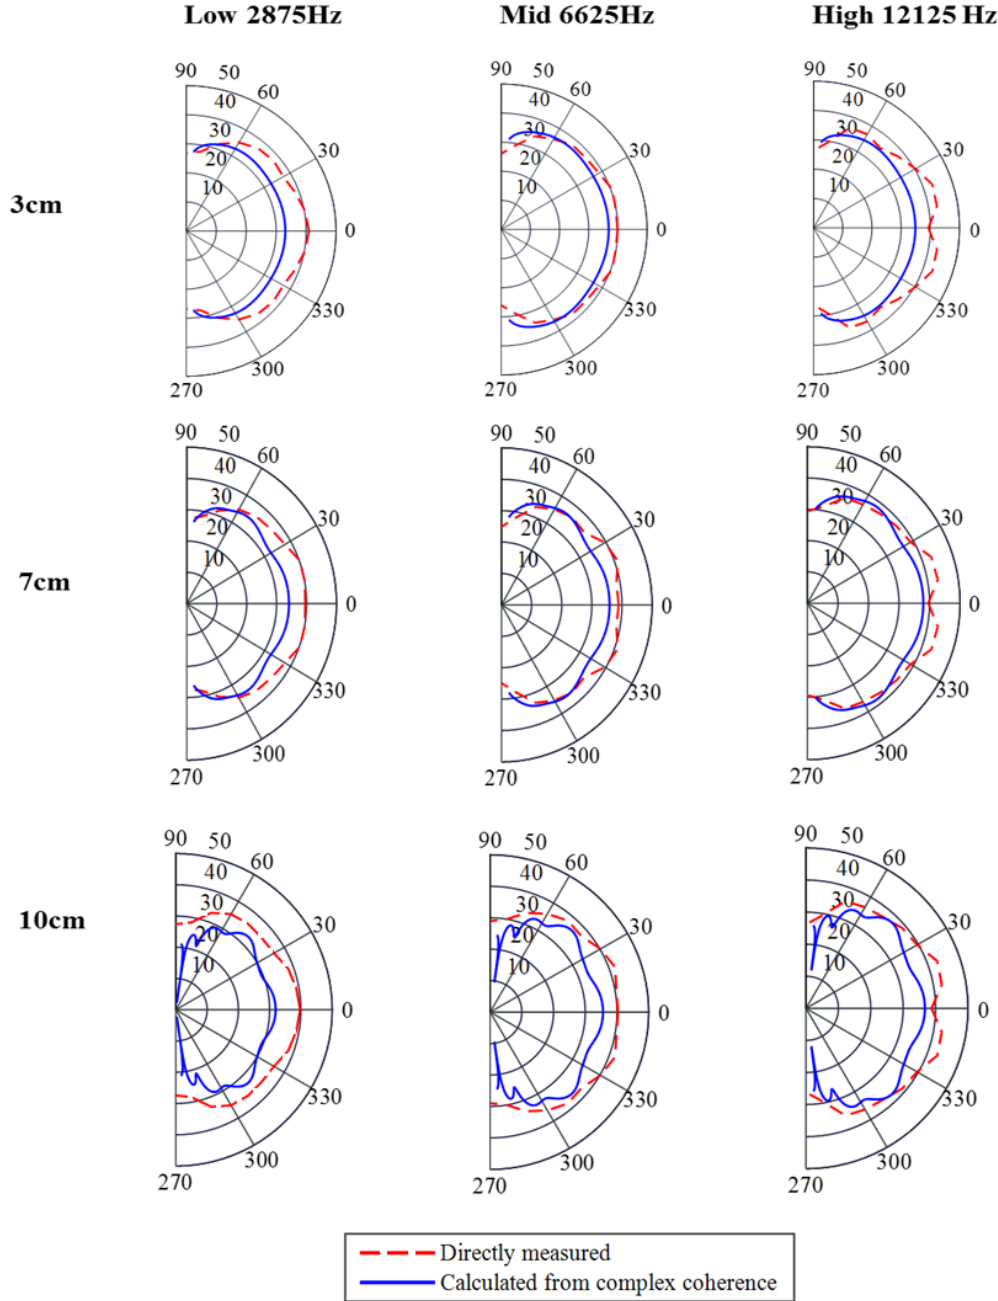 Low 2875Hz Mid 6625Hz High 12125 Hz
3cm
90 50 60 40 30 30 20 10 0 330 300 270
90 50 60 40 30 30 20 10 0 330 300 270
90 50 60 40 30 30 20 10 0 330 300 270
7cm
90 50 60 40 30 30 20 10 0 330 300 270
90 50 60 40 30 30 20 10 0 330 300 270
90 50 60 40 30 30 20 10 0 330 300 270
10cm
90 50 60 40 30 30 20 10 0 330 300 270
90 50 60 40 30 30 20 10 0 330 300 270
90 50 60 40 30 30 20 10 0 330 300 270
Directly measured
Calculated from complex coherence